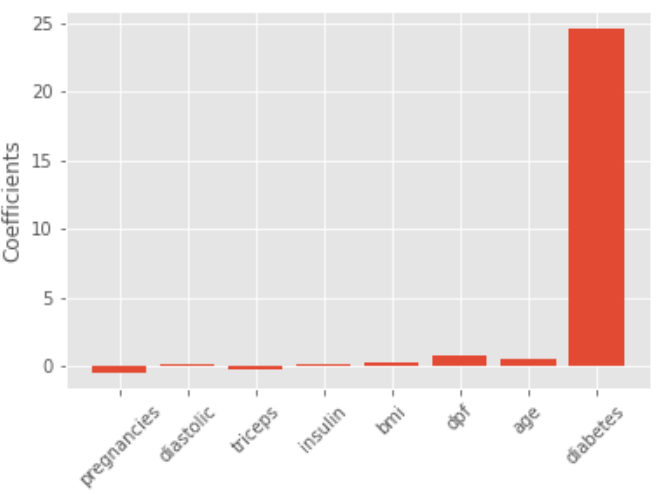 Coefficients
25
20
15
10
5
0
pregnancies
diastolic
triceps
insulin
bmi
dpf
age
diabetes